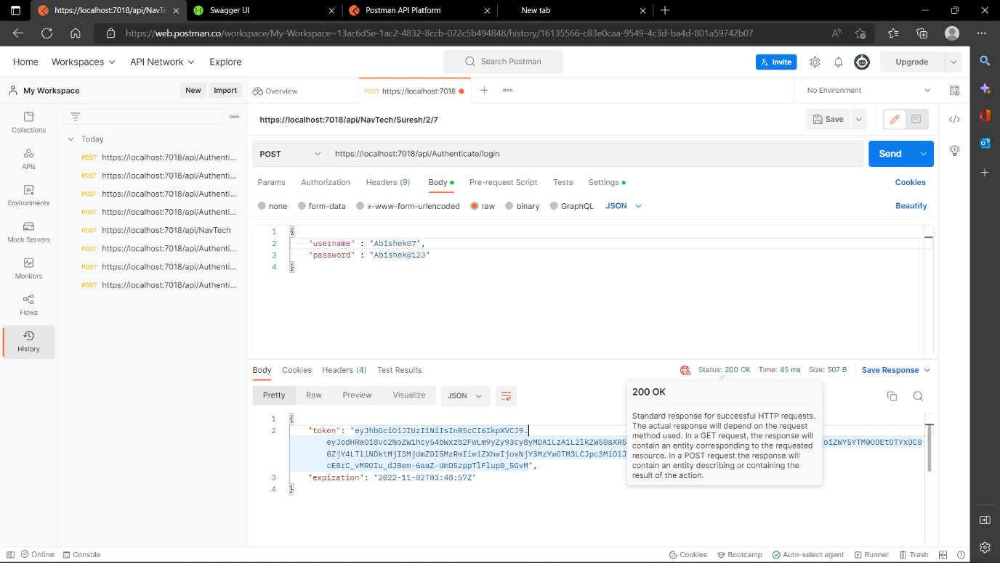 https://localhost:7018/api/NavTe
Swagger UI
Postman API Platform
New tab
https://web.postman.co/workspace/My-Workspace~13ac6d5e-1ac2-4832-8ccb-022c5b494848/history/16135566-c83e0caa-9549-4c3d-ba4d-801a59742b07
Home Workspaces API Network Explore
Search Postman
Invite
Upgrade
My Workspace
New Import
Overview
POST https://localhost:7018
No Environment
Collections
APIs
Environments
Mock Servers
Monitors
Flows
History
Today
POST https://localhost:7018/api/Authenti...
POST https://localhost:7018/api/Authenti...
POST https://localhost:7018/api/Authenti...
POST https://localhost:7018/api/Authenti...
POST https://localhost:7018/api/NavTech
POST https://localhost:7018/api/Authenti...
POST https://localhost:7018/api/Authenti...
POST https://localhost:7018/api/Authenti...
https://localhost:7018/api/NavTech/Suresh/2/7
Save
POST
https://localhost:7018/api/Authenticate/login
Send
Params Authorization Headers (9) Body Pre-request Script Tests Settings
Cookies
none form-data x-www-form-urlencoded raw binary GraphQL JSON
Beautify
1 {
2 "username" : "Abishek07",
3 "password" : "Abishek@123"
4 }
Body Cookies Headers (4) Test Results
Status: 200 OK Time: 45 ms Size: 507 B Save Response
Pretty Raw Preview Visualize JSON
1 {
2 "token": "eyJhbGciOiJIUzI1NiIsInR5cCI6IkpXVCJ9.
eyJodHRwOi8vc2NoZW1hcy54bWxzb2FwLm9yZy93cy8yMDA1LzA1L2lkZW50aXR5 oiZWY5YTM0ODEtOTYxOC0
0ZjY4LTliNDktMjI3MjdmZDI5MzRmIiwiZXhwIjoxNjY3MzYwOTM3LCJpc3MiOiJ
cE8rC_vMROIu_dJBem-6aaZ-UmD5zppTlFlup0_5GvM",
3 "expiration": "2022-11-02T03:48:57Z"
4 }
200 OK
Standard response for successful HTTP requests.
The actual response will depend on the request
method used. In a GET request, the response will
contain an entity corresponding to the requested
resource. In a POST request the response will
contain an entity describing or containing the
result of the action.
Online Console
Cookies Bootcamp Auto-select agent Runner Trash